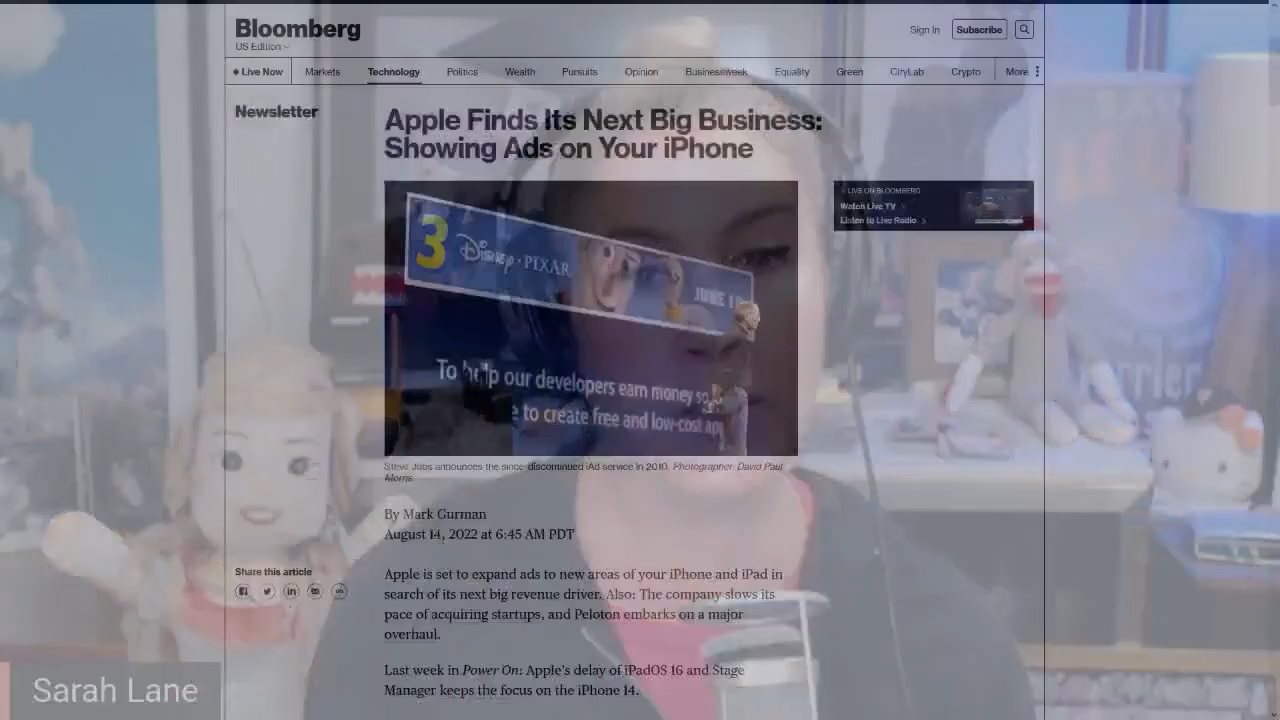 Bloomberg
US Edition
Sign In
Subscribe
Live Now
Markets
Technology
Politics
Wealth
Pursuits
Opinion
Businessweek
Equality
Green
CityLab
Crypto
More
Newsletter
Apple Finds Its Next Big Business:
Showing Ads on Your iPhone
LIVE ON BLOOMBERG
Watch Live TV
Listen to Live Radio
3
Disney · PIXAR
JUNE
To help our developers earn money so
to create free and low-cost
Steve Jobs announces the since discontinued iAd service in 2010. Photographer: David Paul
Morris
By Mark Gurman
August 14, 2022 at 6:45 AM PDT
Share this article
Apple is set to expand ads to new areas of your iPhone and iPad in
search of its next big revenue driver. Also: The company slows its
pace of acquiring startups, and Peloton embarks on a major
overhaul.
Last week in Power On: Apple's delay of iPadOS 16 and Stage
Manager keeps the focus on the iPhone 14.
Sarah Lane